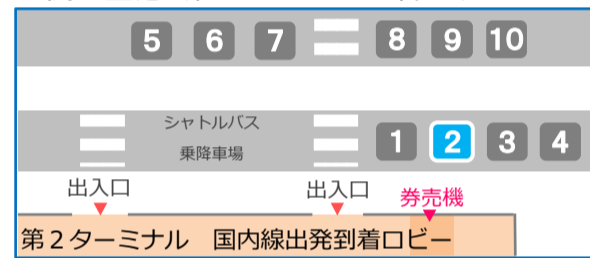 5 6 7 8 9 10
シャトルバス
乗降車場
1 2 3 4
出入口 出入口 券売機
第2ターミナル 国内線出発到着ロビー